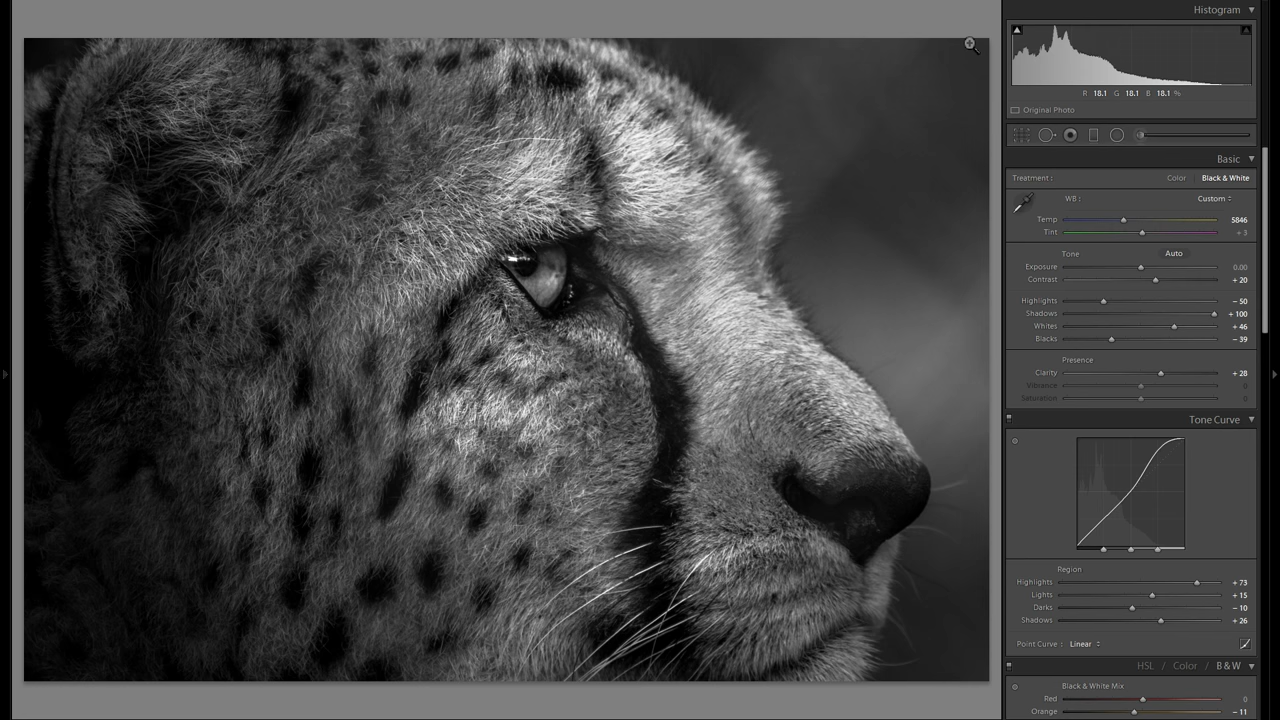 Histogram
R 18.1 G 18.1 B 18.1 %
Original Photo
Basic
Treatment : Color Black & White
WB : Custom
Temp 5846
Tint + 3
Tone Auto
Exposure 0.00
Contrast + 20
Highlights − 50
Shadows + 100
Whites + 46
Blacks − 39
Presence
Clarity + 28
Vibrance 0
Saturation 0
Tone Curve
Region
Highlights + 73
Lights + 15
Darks − 10
Shadows + 26
Point Curve : Linear
HSL / Color / B & W
Black & White Mix
Red 0
Orange − 11